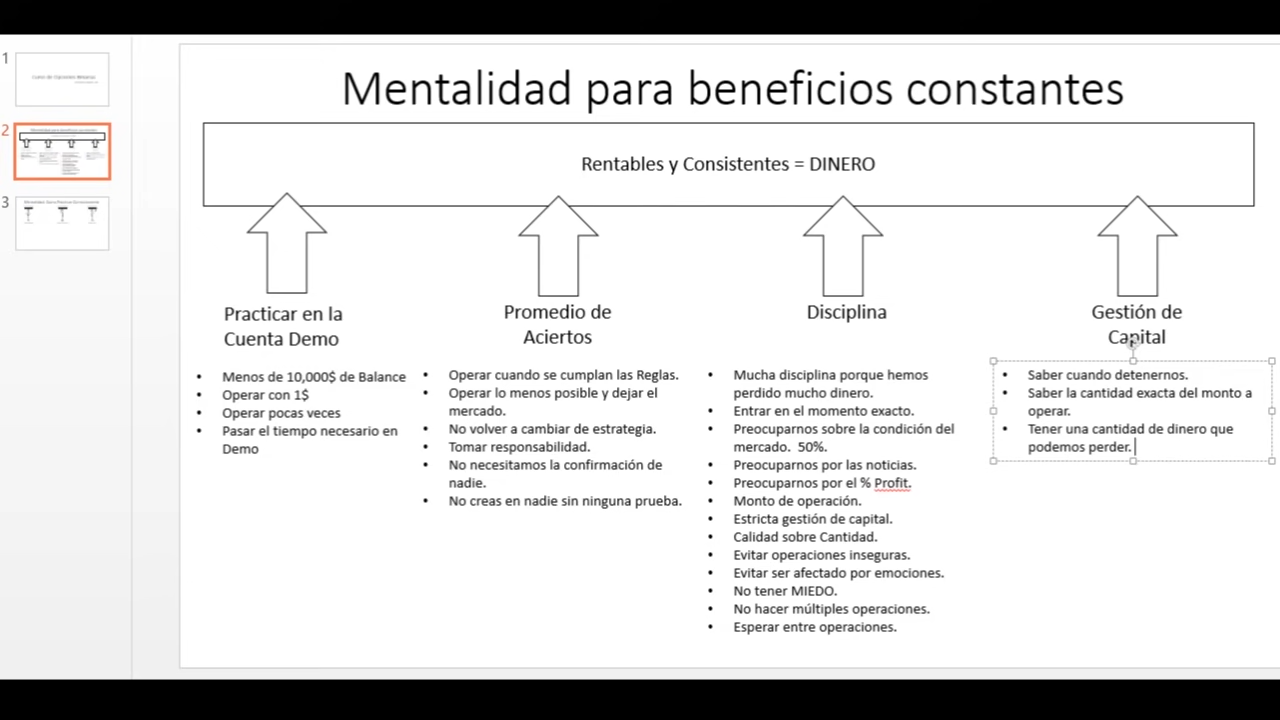 1
2
3
Mentalidad para beneficios constantes
Rentables y Consistentes = DINERO
Practicar en la
Cuenta Demo
• Menos de 10,000$ de Balance
• Operar con 1$
• Operar pocas veces
• Pasar el tiempo necesario en
Demo
Promedio de
Aciertos
• Operar cuando se cumplan las Reglas.
• Operar lo menos posible y dejar el
mercado.
• No volver a cambiar de estrategia.
• Tomar responsabilidad.
• No necesitamos la confirmación de
nadie.
• No creas en nadie sin ninguna prueba.
Disciplina
• Mucha disciplina porque hemos
perdido mucho dinero.
• Entrar en el momento exacto.
• Preocuparnos sobre la condición del
mercado. 50%.
• Preocuparnos por las noticias.
• Preocuparnos por el % Profit.
• Monto de operación.
• Estricta gestión de capital.
• Calidad sobre Cantidad.
• Evitar operaciones inseguras.
• Evitar ser afectado por emociones.
• No tener MIEDO.
• No hacer múltiples operaciones.
• Esperar entre operaciones.
Gestión de
Capital
• Saber cuando detenernos.
• Saber la cantidad exacta del monto a
operar.
• Tener una cantidad de dinero que
podemos perder.